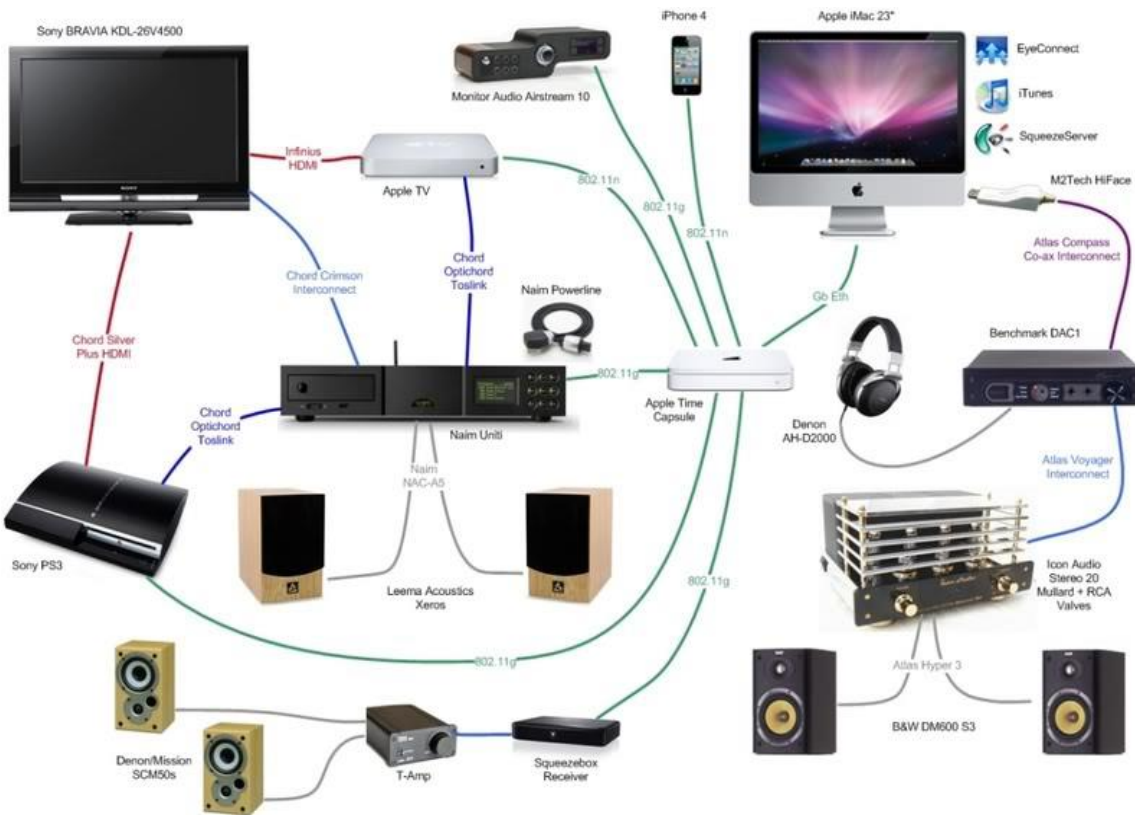 Sony BRAVIA KDL-26V4500
iPhone 4
Apple iMac 23"
EyeConnect
iTunes
SqueezeServer
Monitor Audio Airstream 10
SONY
Infinius
HDMI
Apple TV
802.11n
802.11g
802.11n
M2Tech HiFace
Atlas Compass
Co-ax Interconnect
Chord Crimson
Interconnect
Chord
Optichord
Toslink
Naim Powerline
Gb Eth
Benchmark DAC1
Chord Silver
Plus HDMI
802.11g
Apple Time
Capsule
Denon
AH-D2000
Chord
Optichord
Toslink
Naim Uniti
Atlas Voyager
Interconnect
Naim
NAC-A5
Sony PS3
Leema Acoustics
Xeros
802.11g
Icon Audio
Stereo 20
Mullard + RCA
Valves
802.11g
Atlas Hyper 3
B&W DM600 S3
Denon/Mission
SCM50s
T-Amp
Squeezebox
Receiver